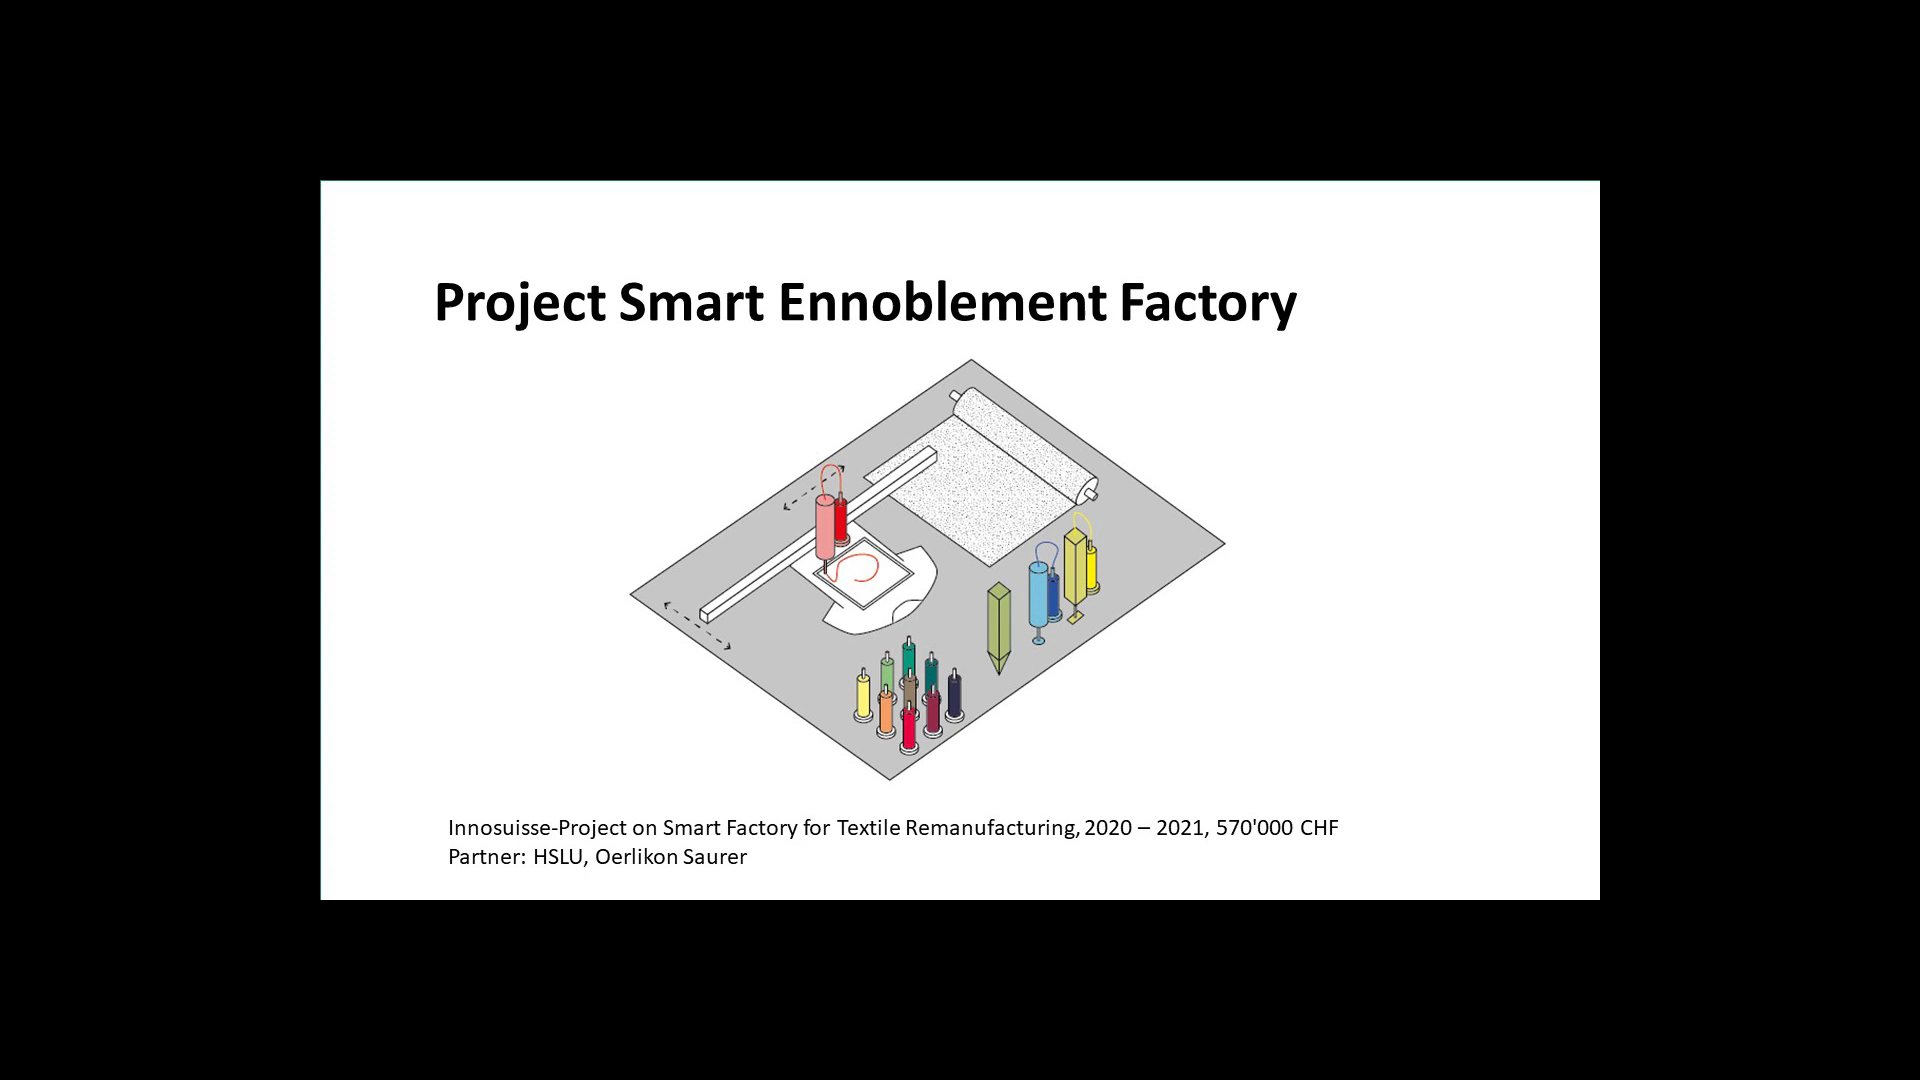 Project Smart Ennoblement Factory
Innosuisse-Project on Smart Factory for Textile Remanufacturing, 2020 – 2021, 570'000 CHF
Partner: HSLU, Oerlikon Saurer